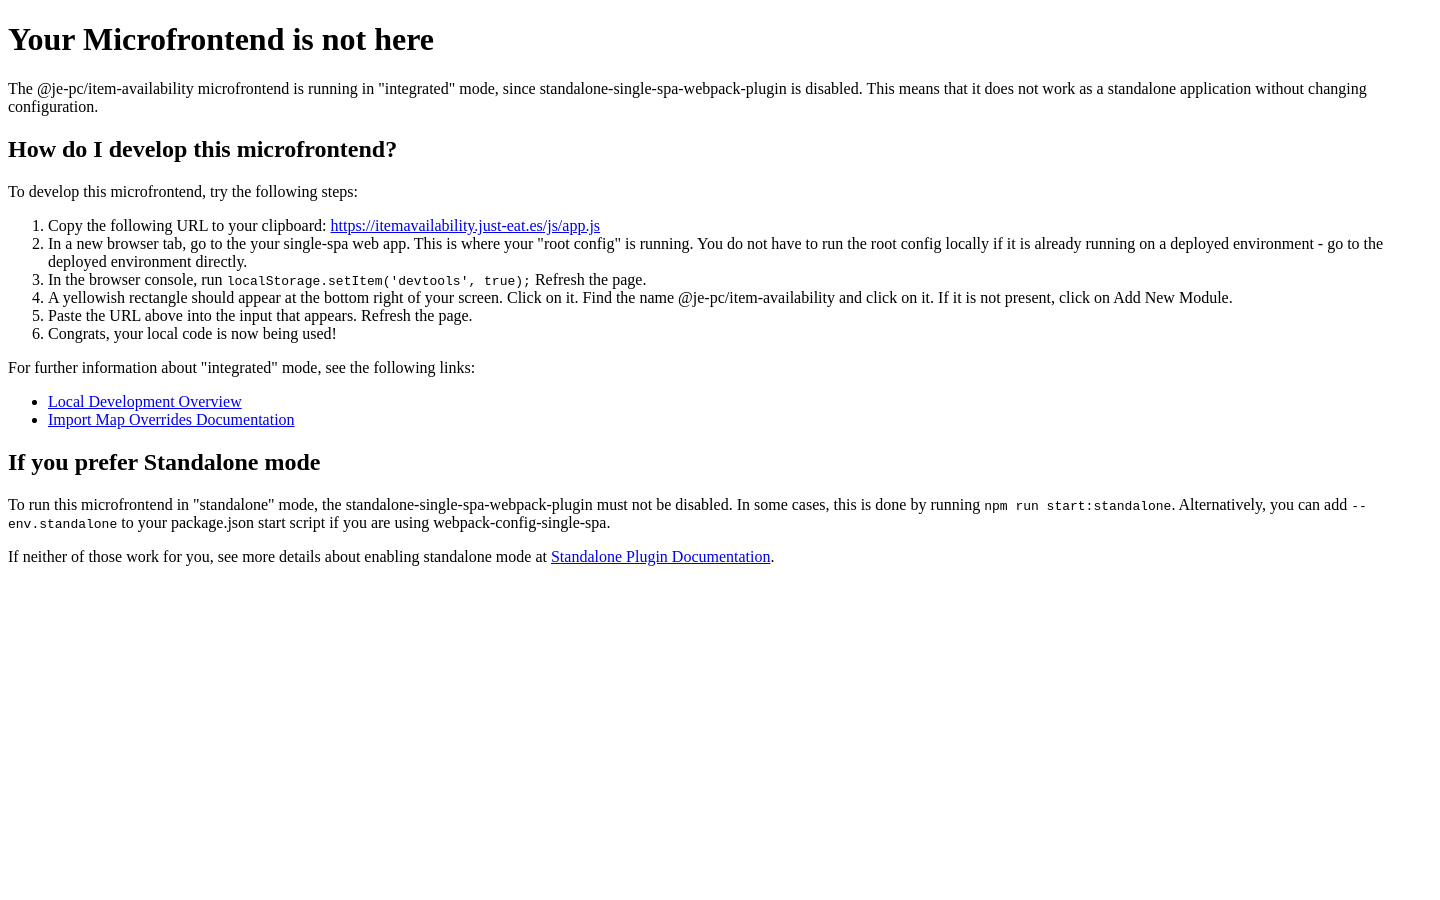 Your Microfrontend is not here
The @je-pc/item-availability microfrontend is running in "integrated" mode, since standalone-single-spa-webpack-plugin is disabled. This means that it does not work as a standalone application without changing
configuration.
How do I develop this microfrontend?
To develop this microfrontend, try the following steps:
1. Copy the following URL to your clipboard: https://itemavailability.just-eat.es/js/app.js
2. In a new browser tab, go to the your single-spa web app. This is where your "root config" is running. You do not have to run the root config locally if it is already running on a deployed environment - go to the
deployed environment directly.
3. In the browser console, run localStorage.setItem('devtools', true); Refresh the page.
4. A yellowish rectangle should appear at the bottom right of your screen. Click on it. Find the name @je-pc/item-availability and click on it. If it is not present, click on Add New Module.
5. Paste the URL above into the input that appears. Refresh the page.
6. Congrats, your local code is now being used!
For further information about "integrated" mode, see the following links:
• Local Development Overview
• Import Map Overrides Documentation
If you prefer Standalone mode
To run this microfrontend in "standalone" mode, the standalone-single-spa-webpack-plugin must not be disabled. In some cases, this is done by running npm run start:standalone. Alternatively, you can add --
env.standalone to your package.json start script if you are using webpack-config-single-spa.
If neither of those work for you, see more details about enabling standalone mode at Standalone Plugin Documentation.